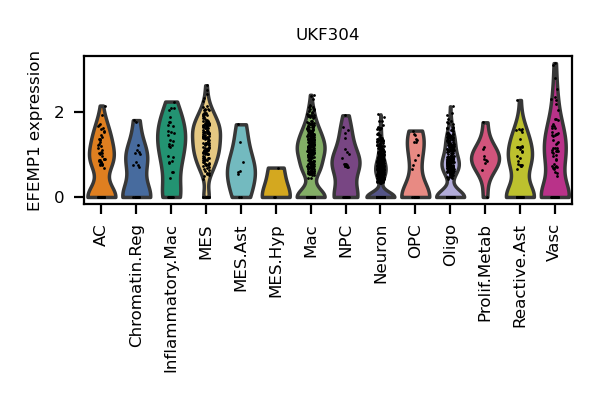 UKF304
EFEMP1 expression
2
0
AC
Chromatin.Reg
Inflammatory.Mac
MES
MES.Ast
MES.Hyp
Mac
NPC
Neuron
OPC
Oligo
Prolif.Metab
Reactive.Ast
Vasc